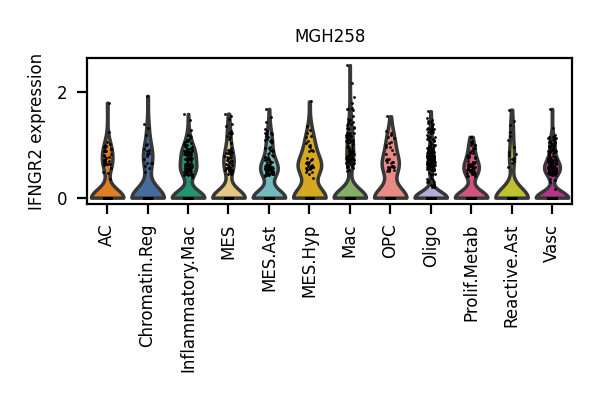 MGH258
IFNGR2 expression
2
0
AC
Chromatin.Reg
Inflammatory.Mac
MES
MES.Ast
MES.Hyp
Mac
OPC
Oligo
Prolif.Metab
Reactive.Ast
Vasc